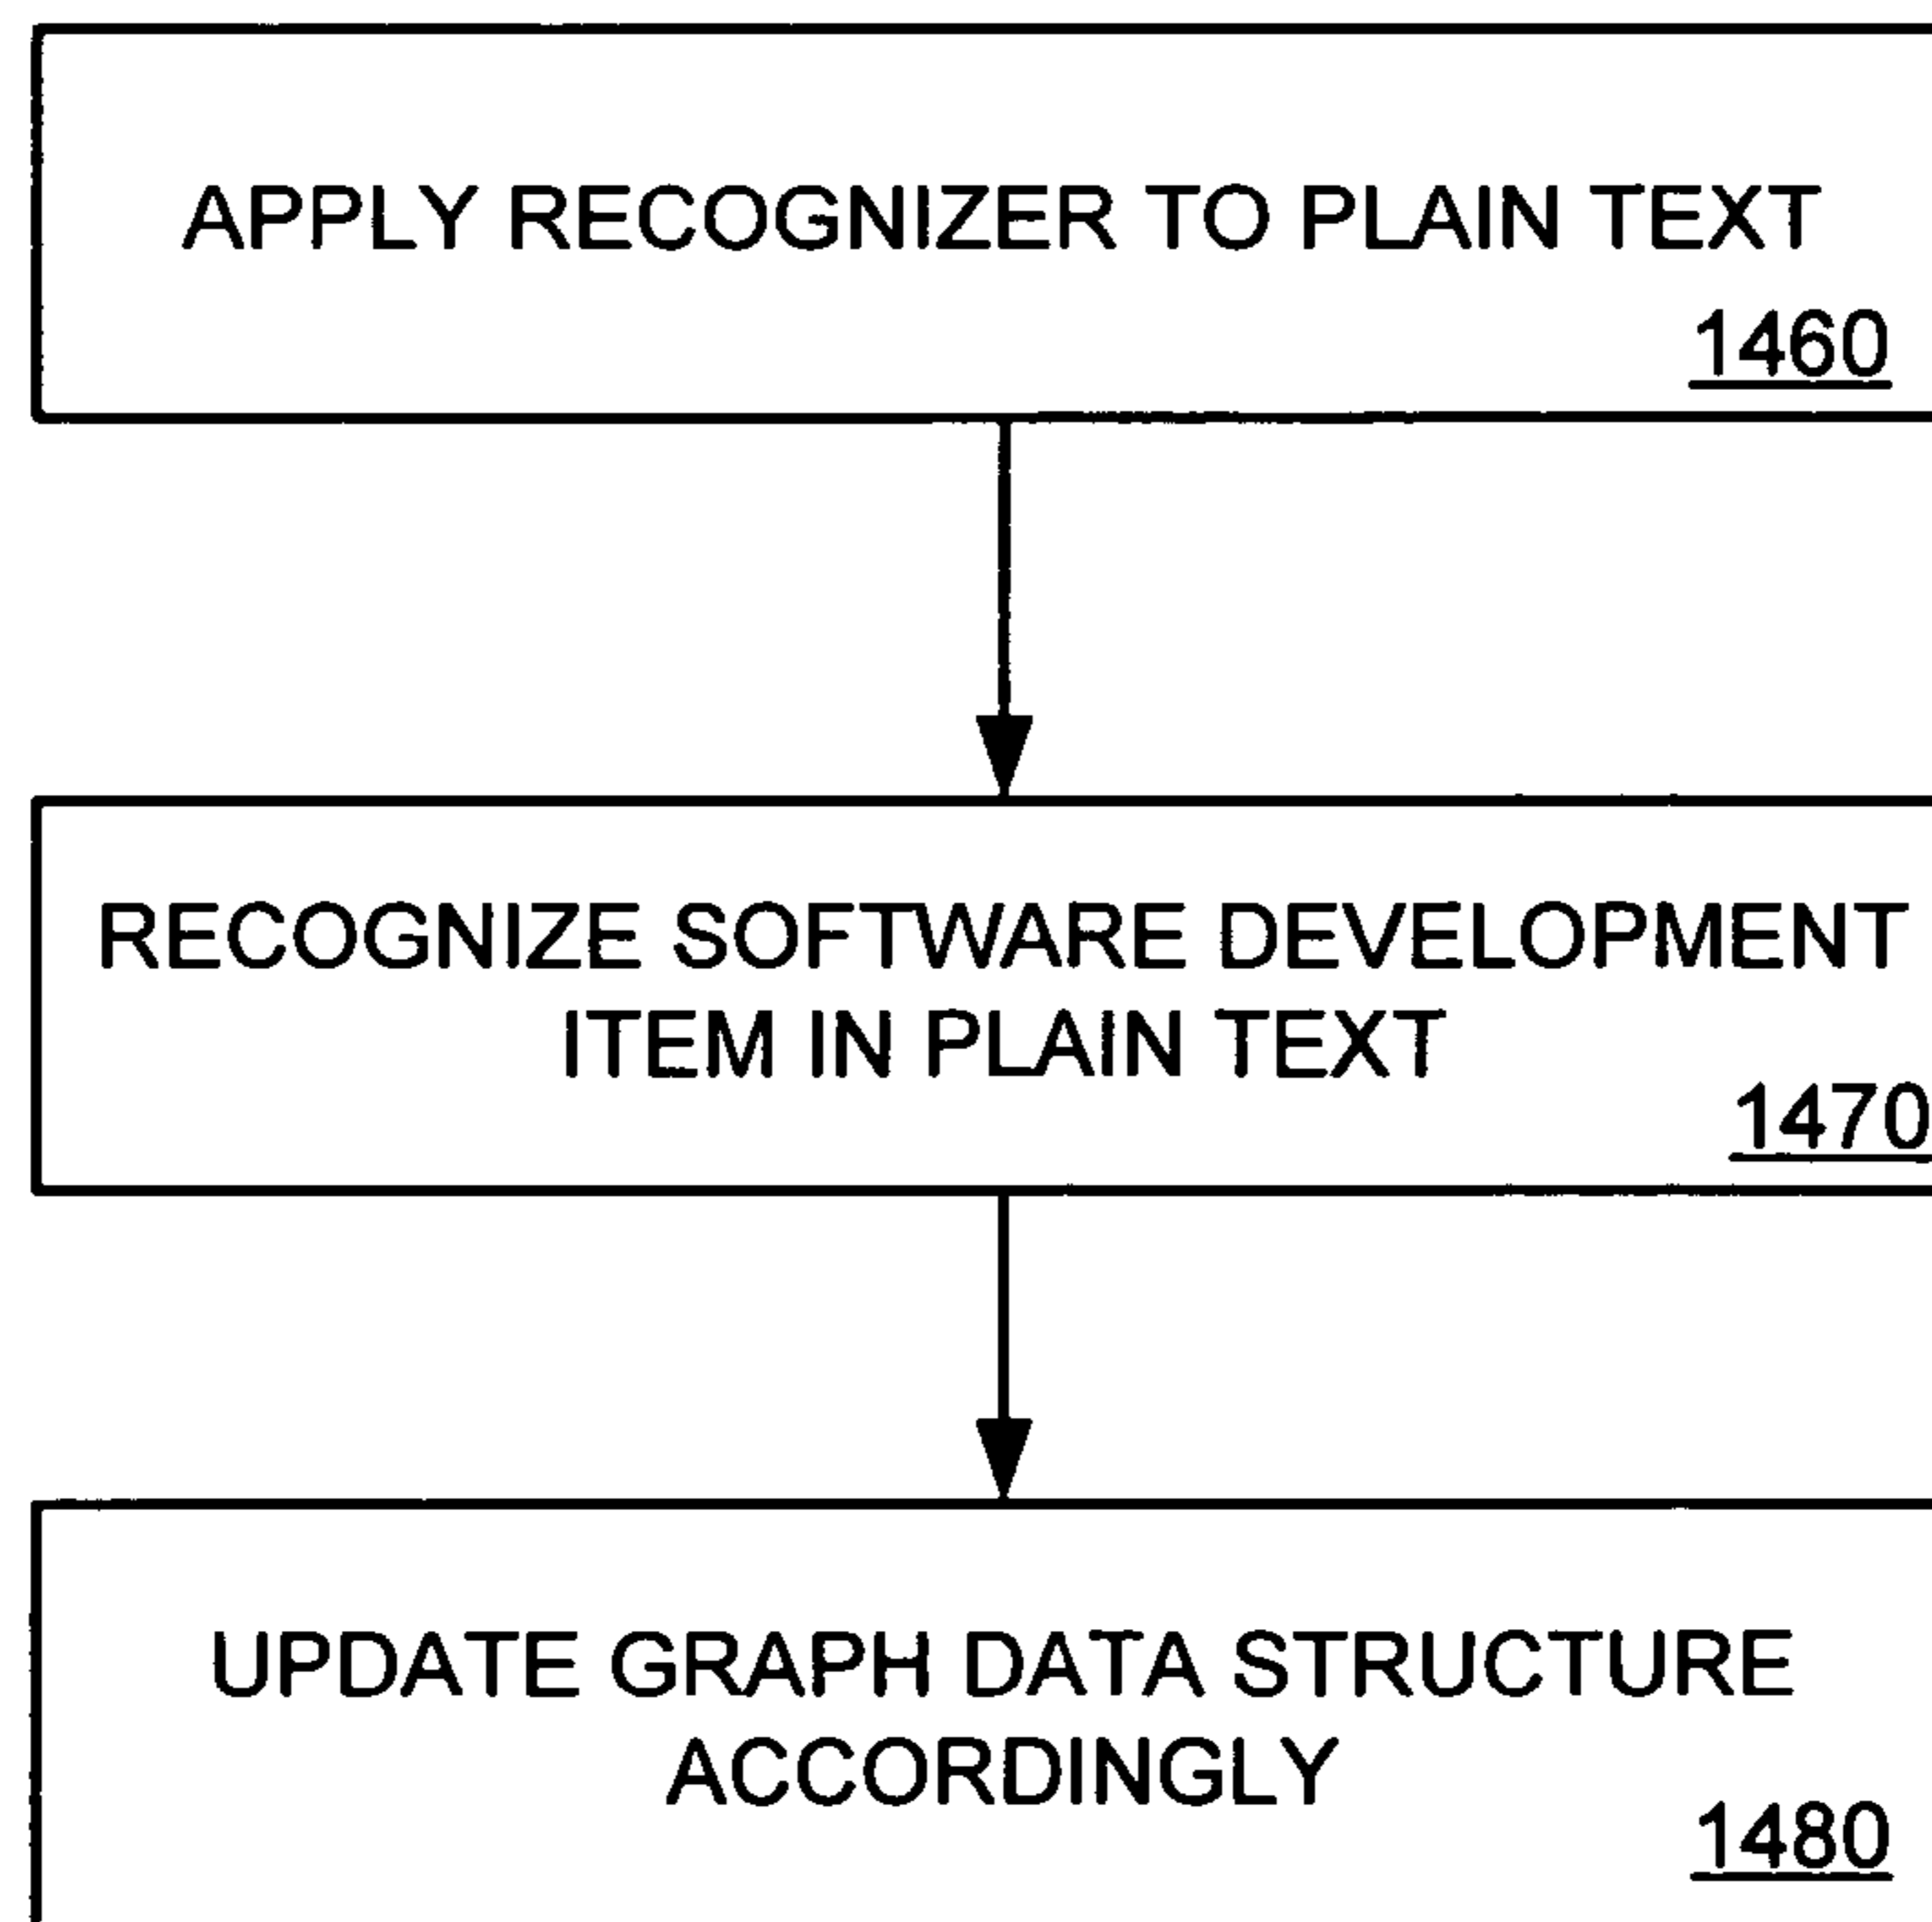 APPLY RECOGNIZER TO PLAIN TEXT
1460
RECOGNIZE SOFTWARE DEVELOPMENT
ITEM IN PLAIN TEXT
1470
UPDATE GRAPH DATA STRUCTURE
ACCORDINGLY
1480